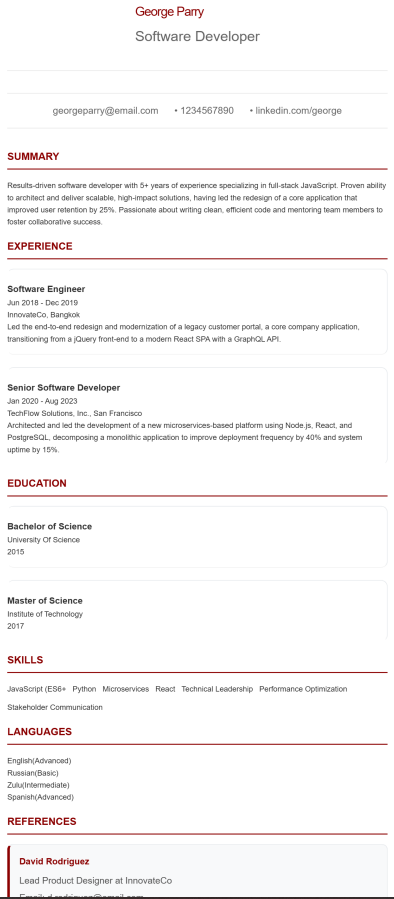 George Parry
Software Developer
georgeparry@email.com • 1234567890 • linkedin.com/george
SUMMARY
Results-driven software developer with 5+ years of experience specializing in full-stack JavaScript. Proven ability
to architect and deliver scalable, high-impact solutions, having led the redesign of a core application that
improved user retention by 25%. Passionate about writing clean, efficient code and mentoring team members to
foster collaborative success.
EXPERIENCE
Software Engineer
Jun 2018 - Dec 2019
InnovateCo, Bangkok
Led the end-to-end redesign and modernization of a legacy customer portal, a core company application,
transitioning from a jQuery front-end to a modern React SPA with a GraphQL API.
Senior Software Developer
Jan 2020 - Aug 2023
TechFlow Solutions, Inc., San Francisco
Architected and led the development of a new microservices-based platform using Node.js, React, and
PostgreSQL, decomposing a monolithic application to improve deployment frequency by 40% and system
uptime by 15%.
EDUCATION
Bachelor of Science
University Of Science
2015
Master of Science
Institute of Technology
2017
SKILLS
JavaScript (ES6+ Python Microservices React Technical Leadership Performance Optimization
Stakeholder Communication
LANGUAGES
English(Advanced)
Russian(Basic)
Zulu(Intermediate)
Spanish(Advanced)
REFERENCES
David Rodriguez
Lead Product Designer at InnovateCo
Email: d.rodriguez@email.com